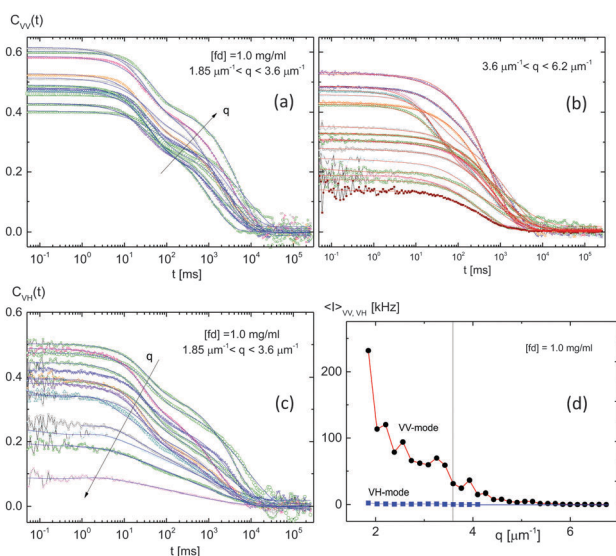 C_VV(t)
0.6
0.4
0.2
0.0
[fd] =1.0 mg/ml
1.85 µm⁻¹< q < 3.6 µm⁻¹
(a)
q
10⁻¹ 10⁰ 10¹ 10² 10³ 10⁴ 10⁵
t [ms]
3.6 µm⁻¹< q < 6.2 µm⁻¹
(b)
10⁻¹ 10⁰ 10¹ 10² 10³ 10⁴ 10⁵
t [ms]
C_VH(t)
0.6
0.5
0.4
0.2
0.0
[fd] =1.0 mg/ml
1.85 µm⁻¹< q < 3.6 µm⁻¹
(c)
q
10⁻¹ 10⁰ 10¹ 10² 10³ 10⁴ 10⁵
t [ms]
<I>_VV, VH [kHz]
200
100
0
[fd] = 1.0 mg/ml
(d)
VV-mode
VH-mode
2 4 6
q [µm⁻¹]